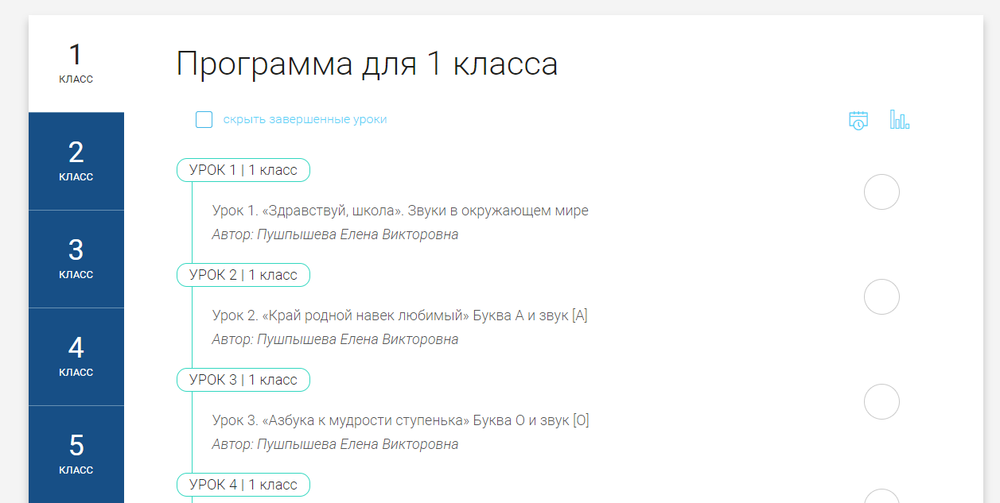 1
КЛАСС
2
КЛАСС
3
КЛАСС
4
КЛАСС
5
КЛАСС
Программа для 1 класса
скрыть завершенные уроки
УРОК 1 | 1 класс
Урок 1. «Здравствуй, школа». Звуки в окружающем мире
Автор: Пушпышева Елена Викторовна
УРОК 2 | 1 класс
Урок 2. «Край родной навек любимый» Буква А и звук [А]
Автор: Пушпышева Елена Викторовна
УРОК 3 | 1 класс
Урок 3. «Азбука к мудрости ступенька» Буква О и звук [О]
Автор: Пушпышева Елена Викторовна
УРОК 4 | 1 класс